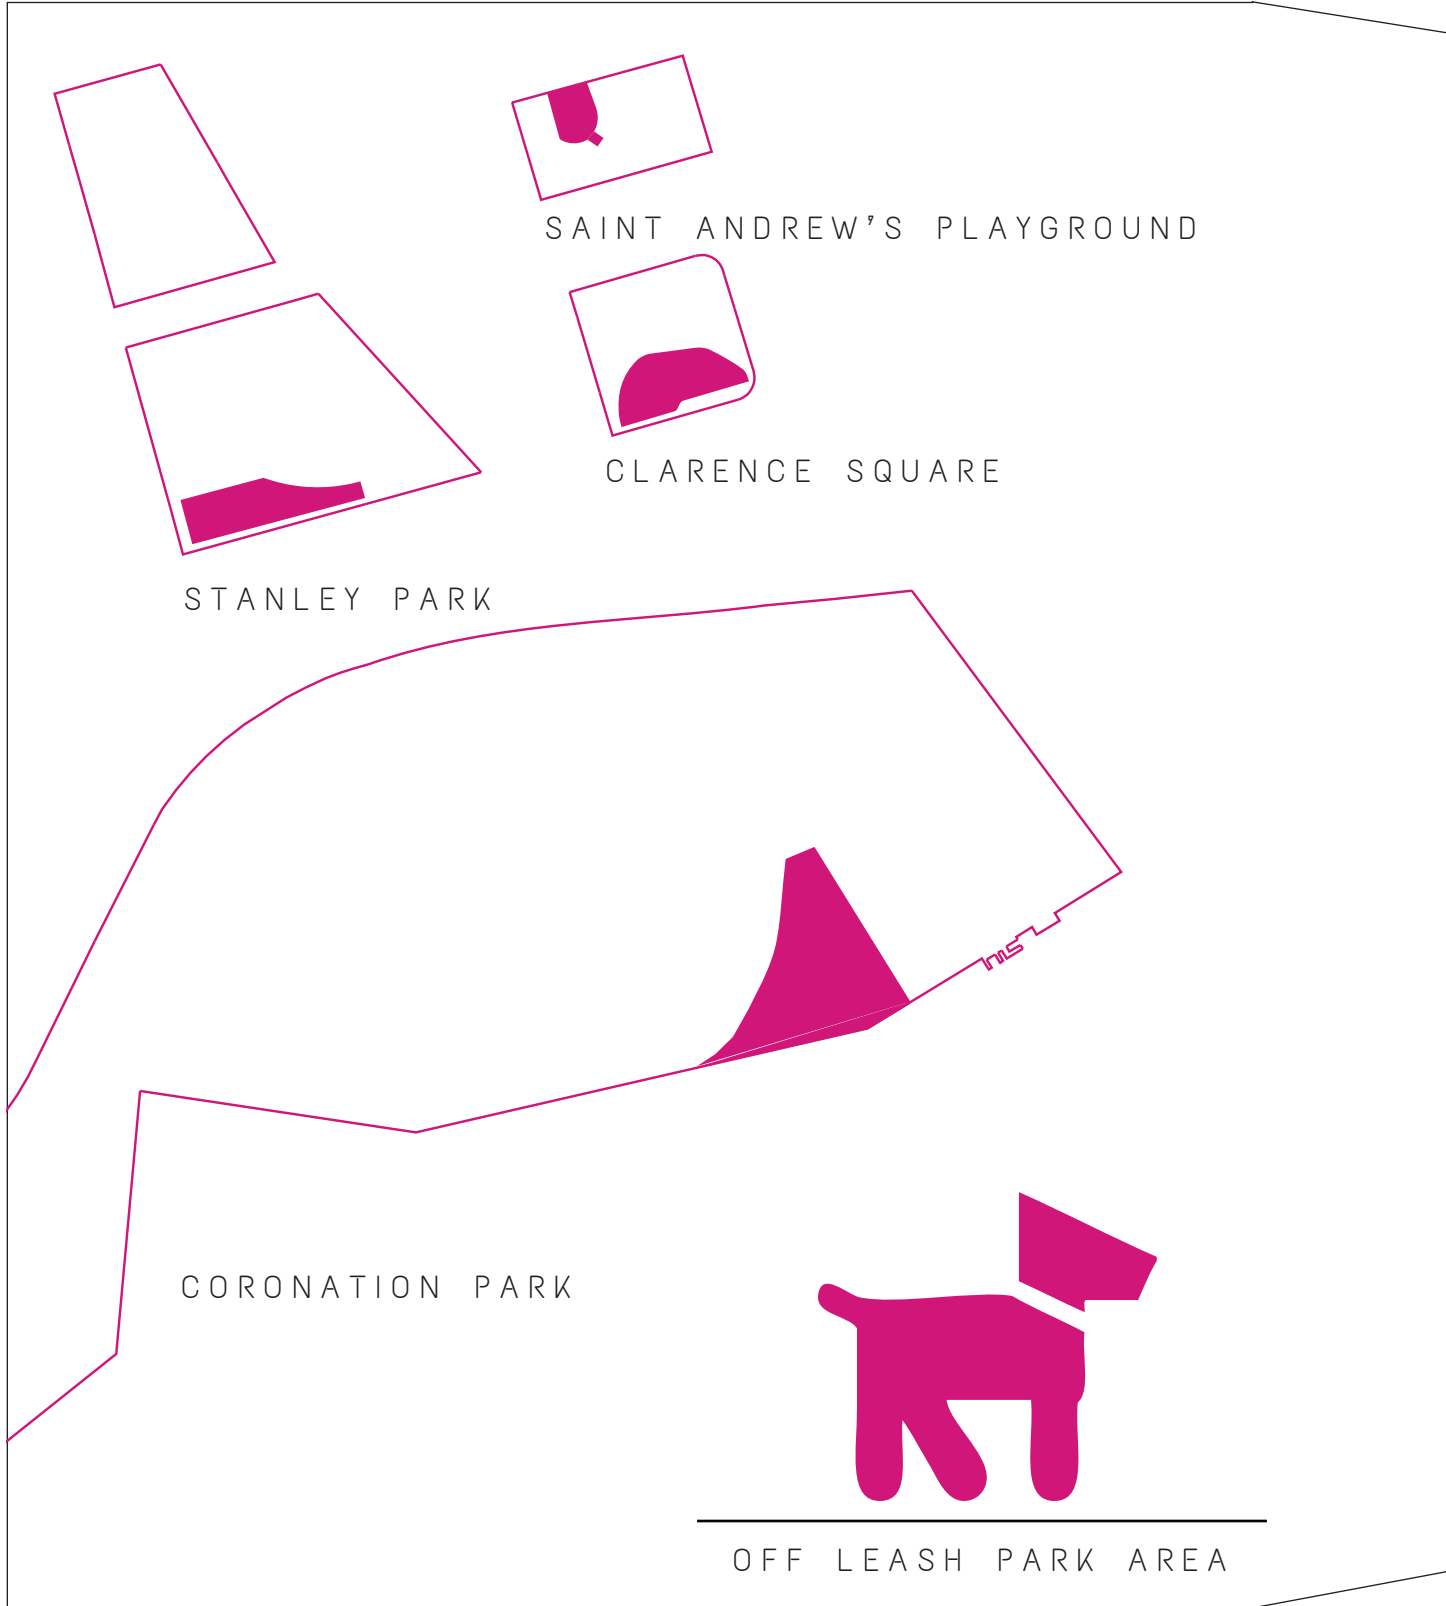 SAINT ANDREW'S PLAYGROUND
CLARENCE SQUARE
STANLEY PARK
CORONATION PARK
OFF LEASH PARK AREA